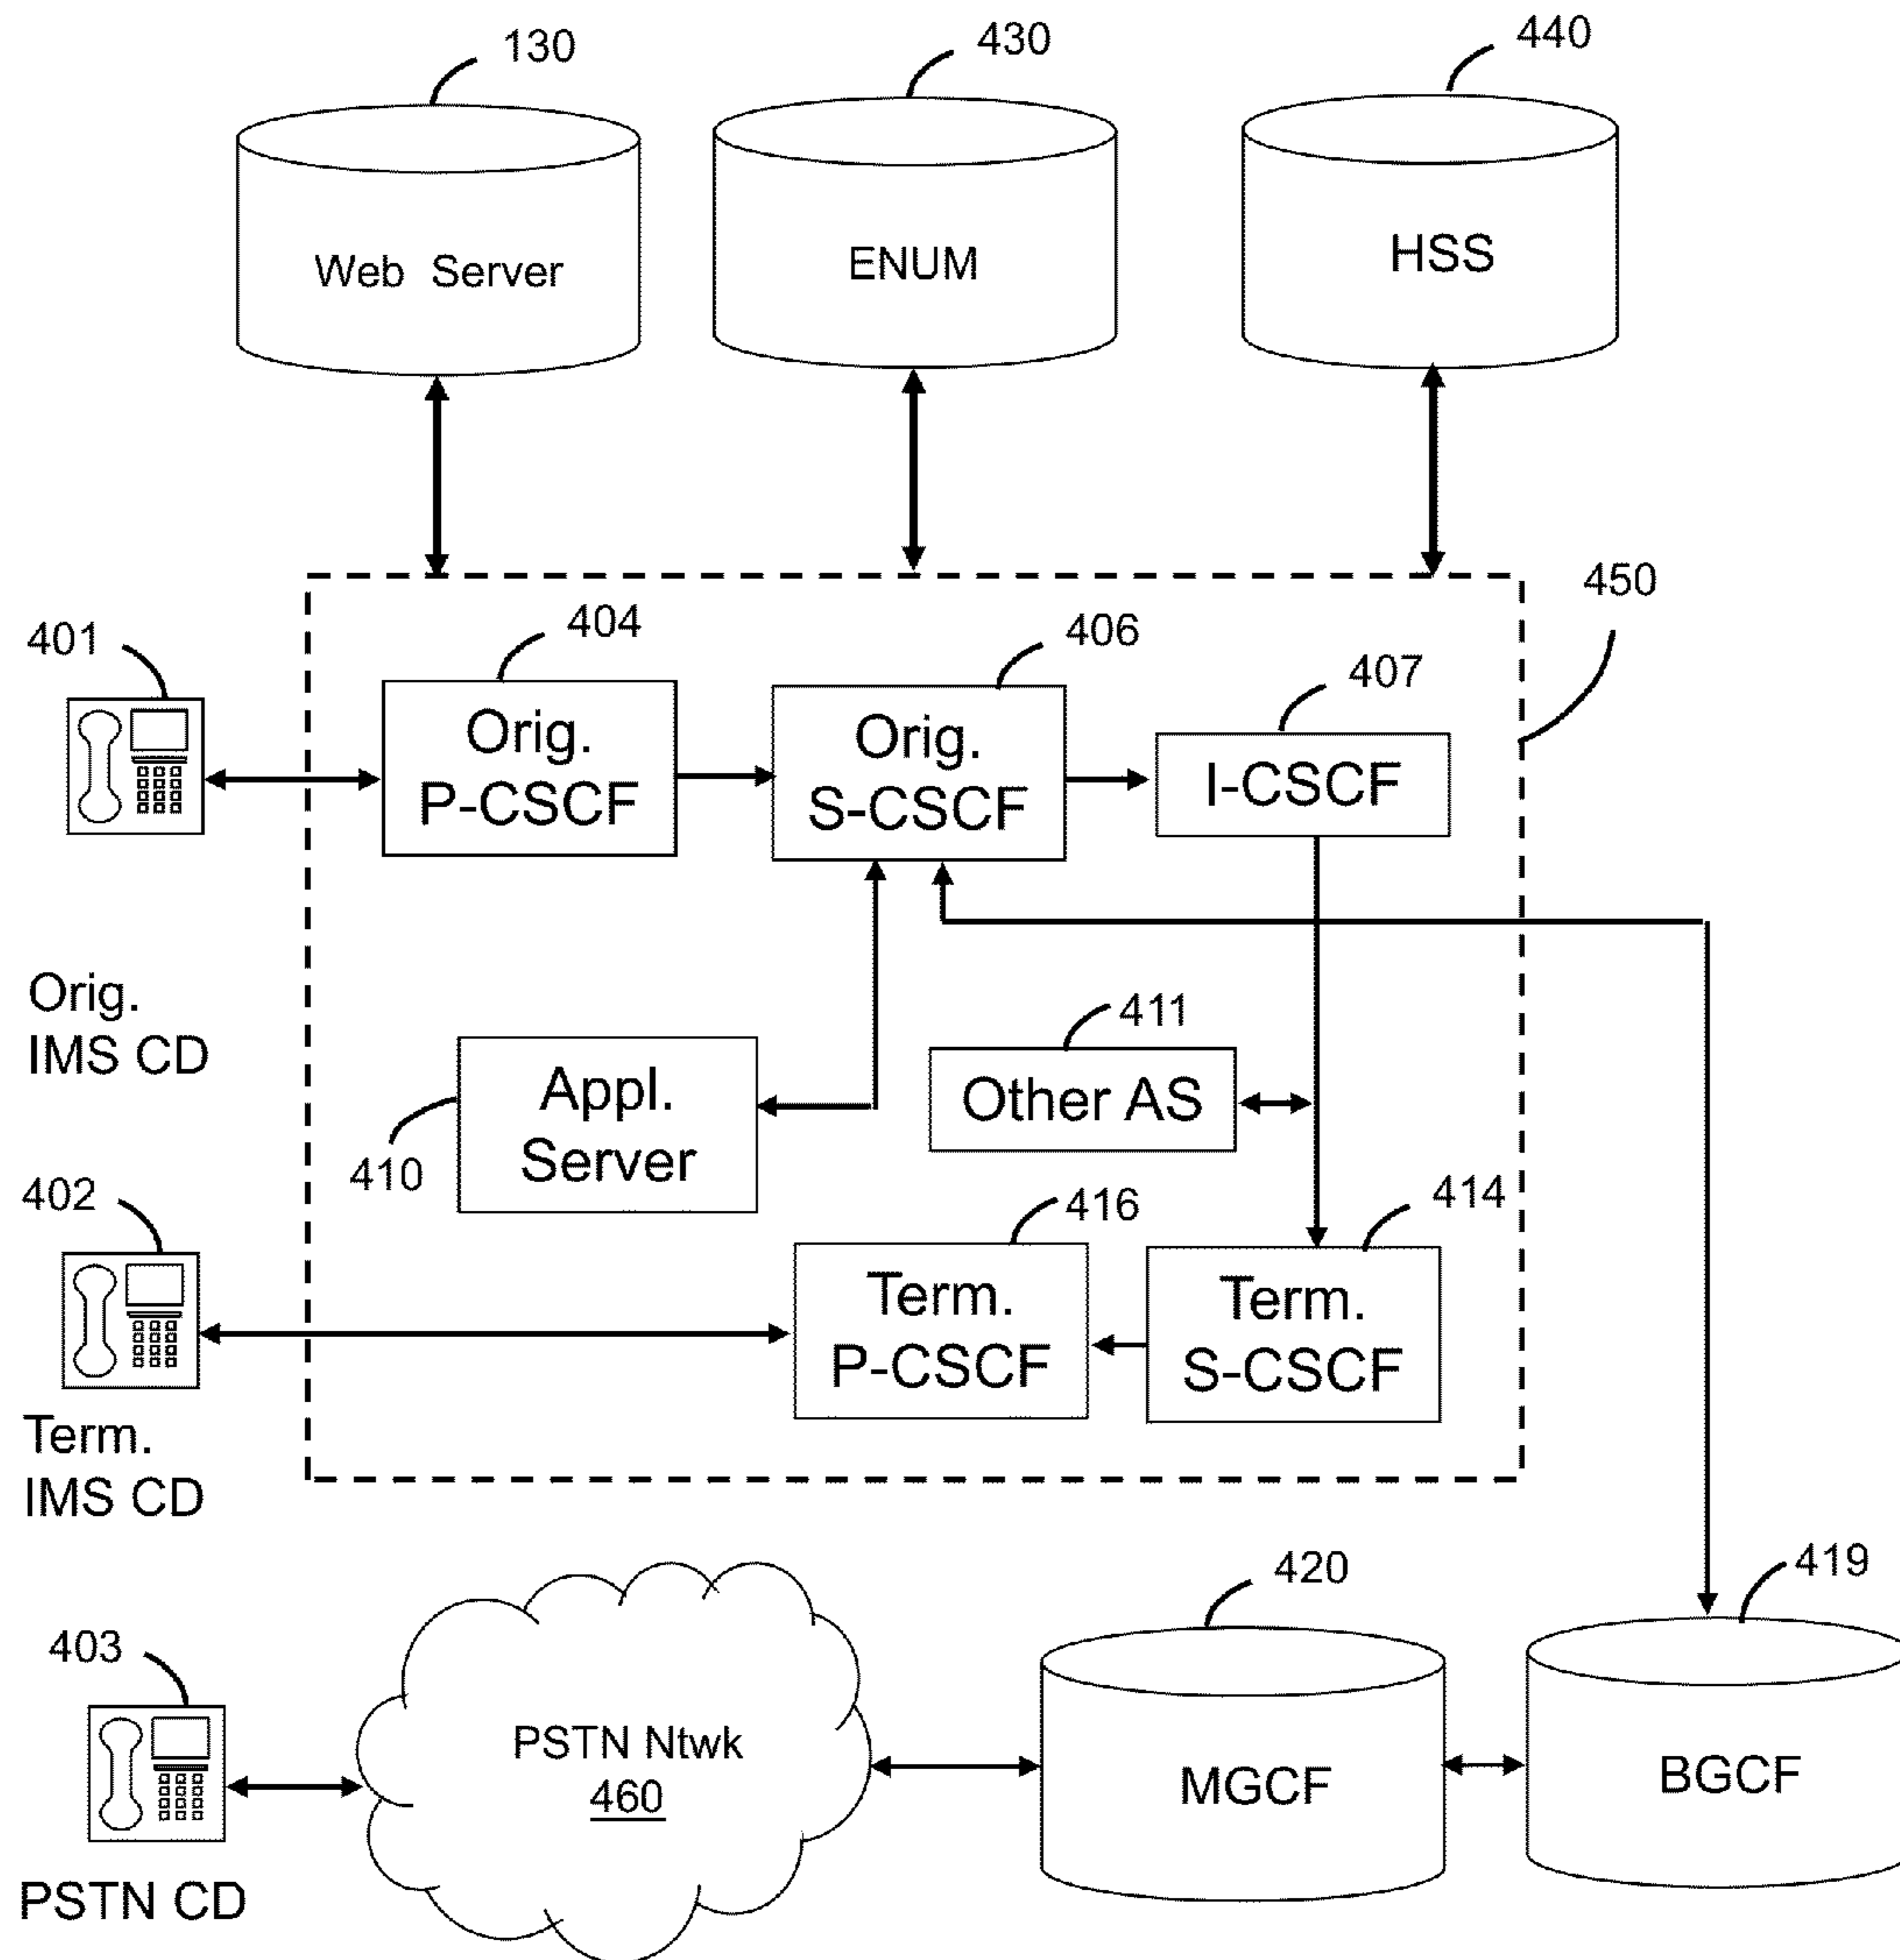 130
430
440
Web Server
ENUM
HSS
450
401
404
406
407
Orig.
P-CSCF
Orig.
S-CSCF
I-CSCF
Orig.
IMS CD
411
Other AS
Appl.
Server
410
402
416
414
Term.
P-CSCF
Term.
S-CSCF
Term.
IMS CD
420
419
403
PSTN Ntwk
460
MGCF
BGCF
PSTN CD